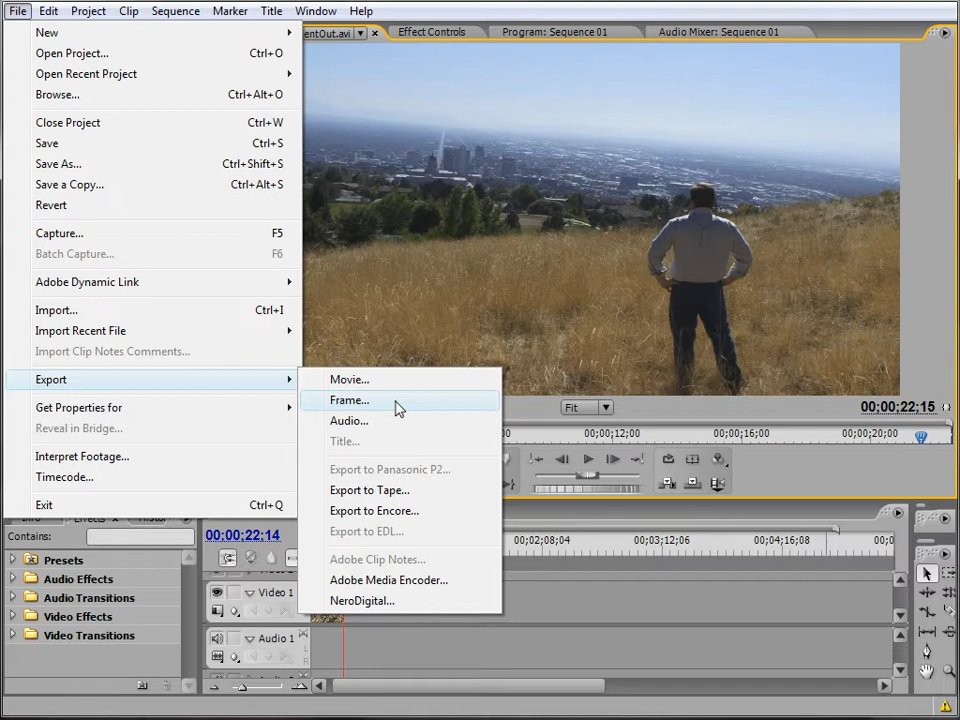 File Edit Project Clip Sequence Marker Title Window Help
New
Open Project... Ctrl+O
Open Recent Project
Browse... Ctrl+Alt+O
Close Project Ctrl+W
Save Ctrl+S
Save As... Ctrl+Shift+S
Save a Copy... Ctrl+Alt+S
Revert
Capture... F5
Batch Capture... F6
Adobe Dynamic Link
Import... Ctrl+I
Import Recent File
Import Clip Notes Comments...
Export
Get Properties for
Reveal in Bridge...
Interpret Footage...
Timecode...
Exit Ctrl+Q
entOut.avi Effect Controls Program: Sequence 01 Audio Mixer: Sequence 01
Movie...
Frame...
Audio...
Title...
Export to Panasonic P2...
Export to Tape...
Export to Encore...
Export to EDL...
Adobe Clip Notes...
Adobe Media Encoder...
NeroDigital...
Fit 00;00;22;15
00;00;12;00 00;00;16;00 00;00;20;00
Info Effects
Contains:
Presets
Audio Effects
Audio Transitions
Video Effects
Video Transitions
00:00:22:14
00:02:08:04 00:03:12:06 00:04:16:08 00:0
Video 1
Audio 1
L
R